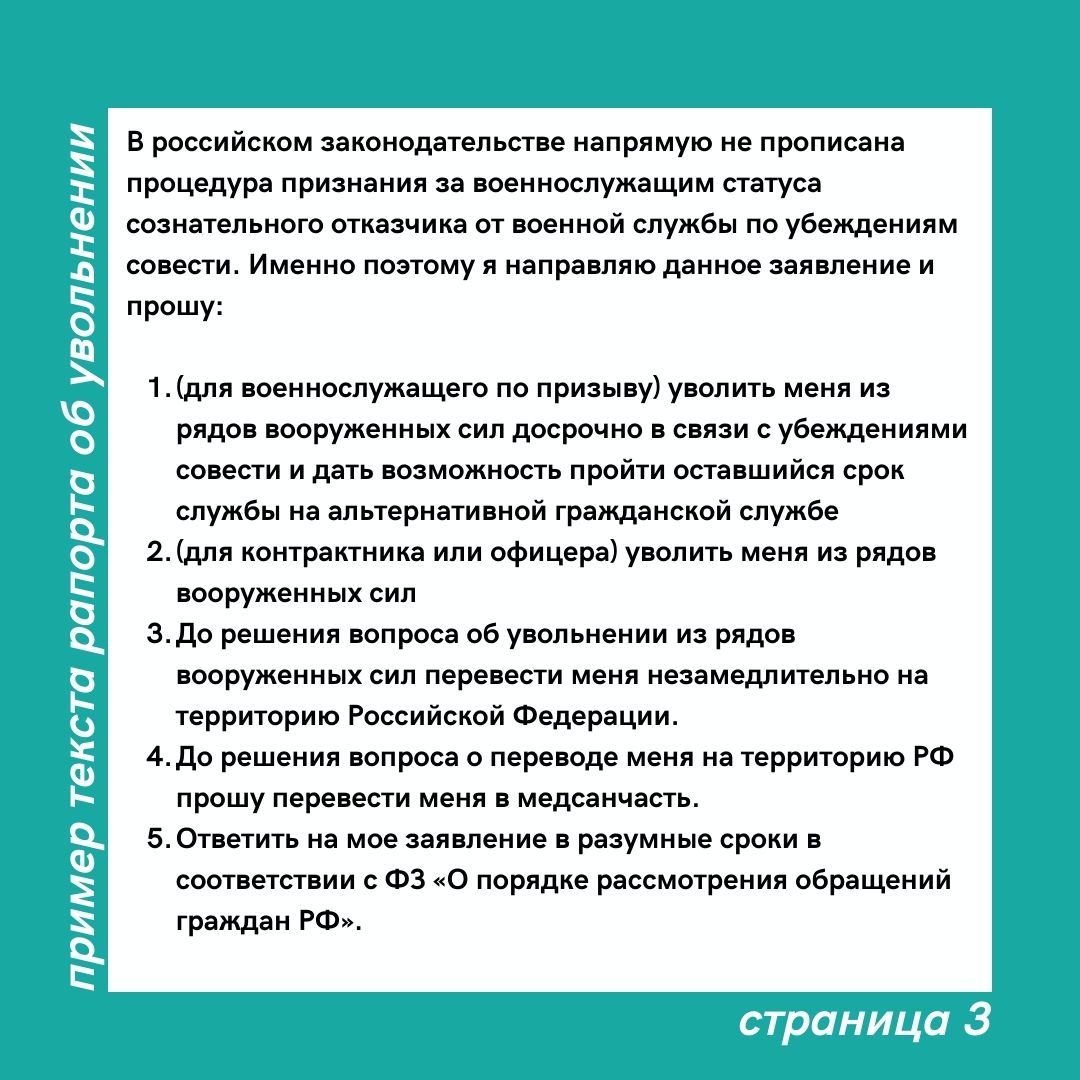 пример текста рапорта об увольнении
В российском законодательстве напрямую не прописана
процедура признания за военнослужащим статуса
сознательного отказчика от военной службы по убеждениям
совести. Именно поэтому я направляю данное заявление и
прошу:
1. (для военнослужащего по призыву) уволить меня из
рядов вооруженных сил досрочно в связи с убеждениями
совести и дать возможность пройти оставшийся срок
службы на альтернативной гражданской службе
2. (для контрактника или офицера) уволить меня из рядов
вооруженных сил
3. До решения вопроса об увольнении из рядов
вооруженных сил перевести меня незамедлительно на
территорию Российской Федерации.
4. До решения вопроса о переводе меня на территорию РФ
прошу перевести меня в медсанчасть.
5. Ответить на мое заявление в разумные сроки в
соответствии с ФЗ «О порядке рассмотрения обращений
граждан РФ».
страница 3